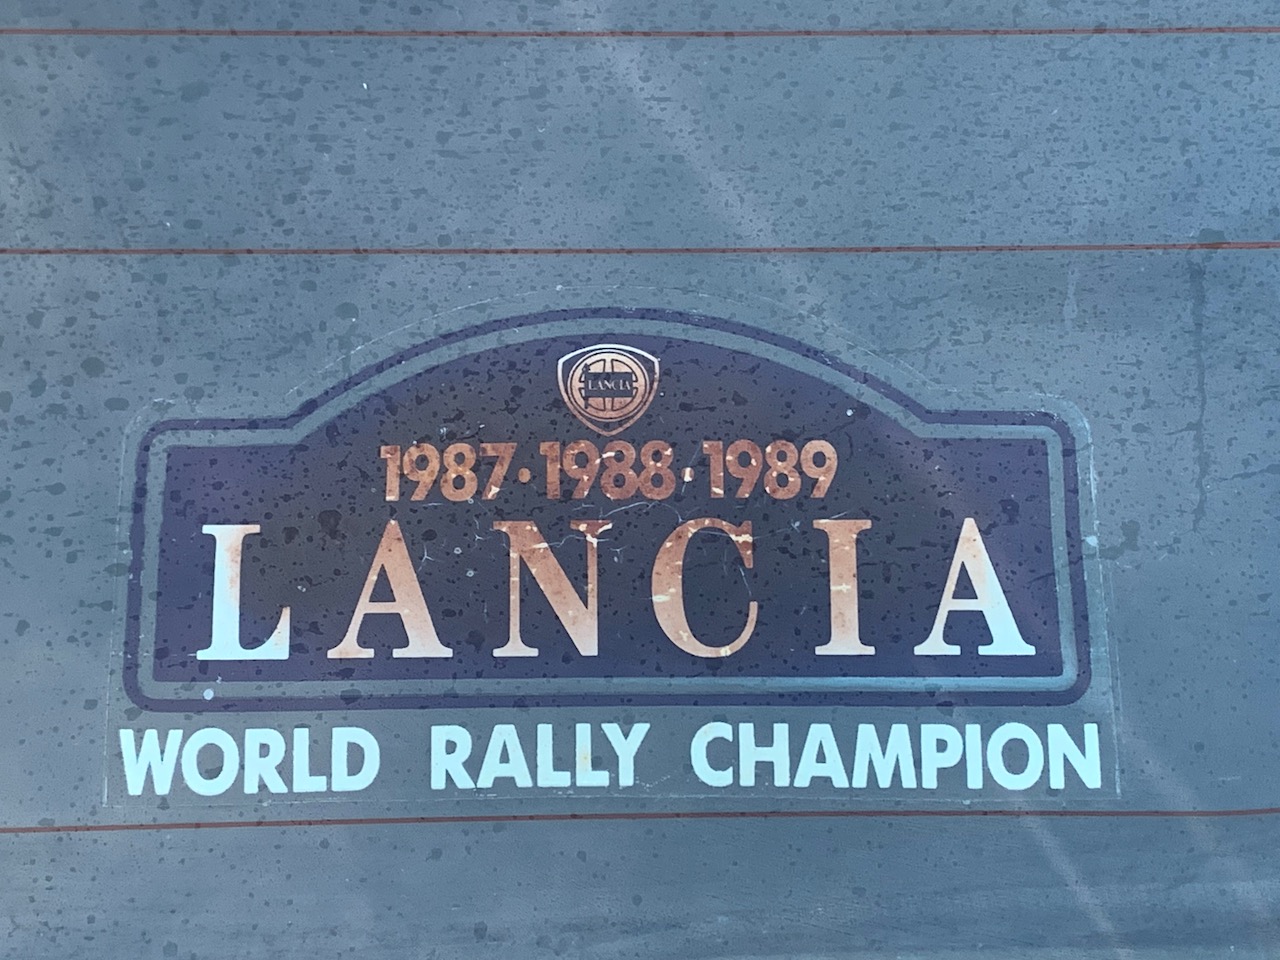 LANCIA
1987·1988·1989
LANCIA
WORLD RALLY CHAMPION